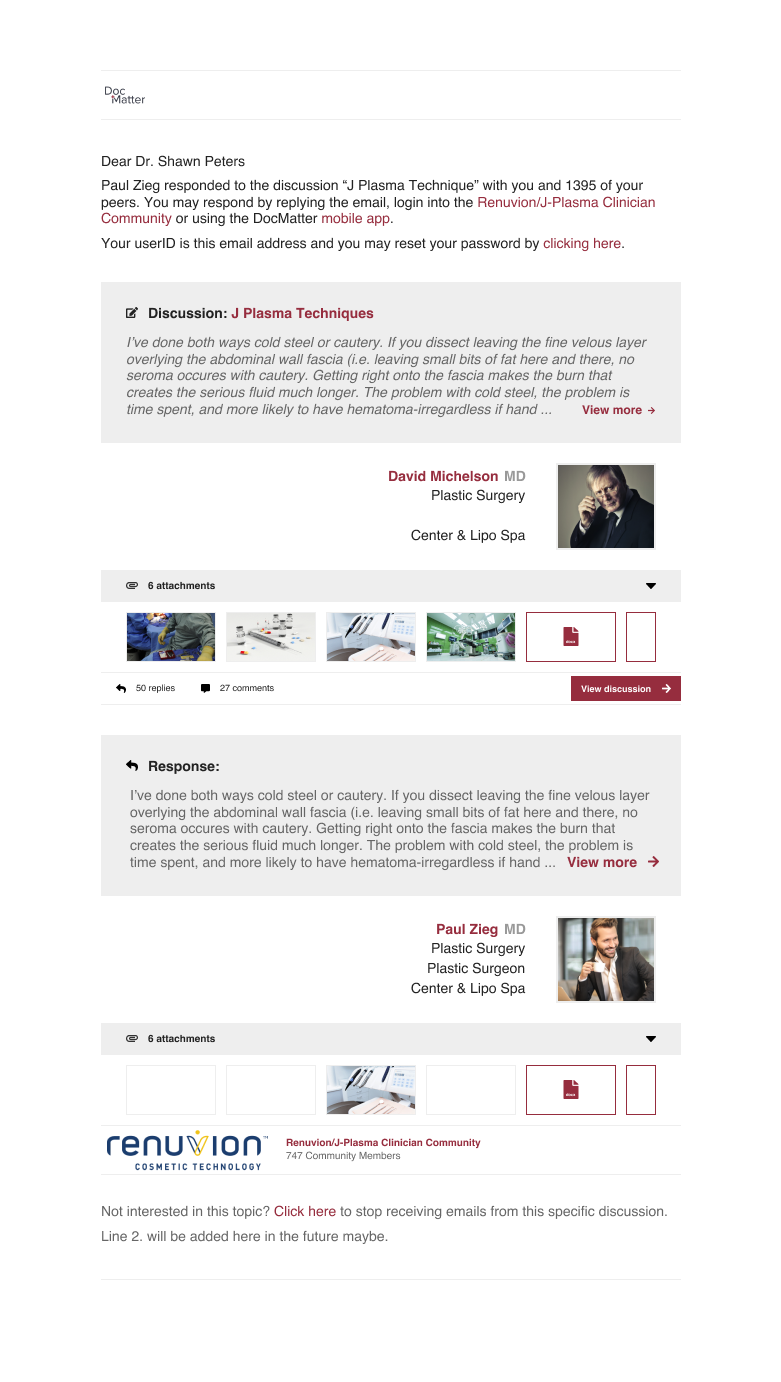 Doc
Matter
Dear Dr. Shawn Peters
Paul Zieg responded to the discussion “J Plasma Technique” with you and 1395 of your
peers. You may respond by replying the email, login into the Renuvion/J-Plasma Clinician
Community or using the DocMatter mobile app.
Your userID is this email address and you may reset your password by clicking here.
Discussion: J Plasma Techniques
I’ve done both ways cold steel or cautery. If you dissect leaving the fine velous layer
overlying the abdominal wall fascia (i.e. leaving small bits of fat here and there, no
seroma occures with cautery. Getting right onto the fascia makes the burn that
creates the serious fluid much longer. The problem with cold steel, the problem is
time spent, and more likely to have hematoma-irregardless if hand ... View more
David Michelson MD
Plastic Surgery
Center & Lipo Spa
6 attachments
50 replies 27 comments View discussion
Response:
I’ve done both ways cold steel or cautery. If you dissect leaving the fine velous layer
overlying the abdominal wall fascia (i.e. leaving small bits of fat here and there, no
seroma occures with cautery. Getting right onto the fascia makes the burn that
creates the serious fluid much longer. The problem with cold steel, the problem is
time spent, and more likely to have hematoma-irregardless if hand ... View more
Paul Zieg MD
Plastic Surgery
Plastic Surgeon
Center & Lipo Spa
6 attachments
renuvion™
COSMETIC TECHNOLOGY
Renuvion/J-Plasma Clinician Community
747 Community Members
Not interested in this topic? Click here to stop receiving emails from this specific discussion.
Line 2. will be added here in the future maybe.